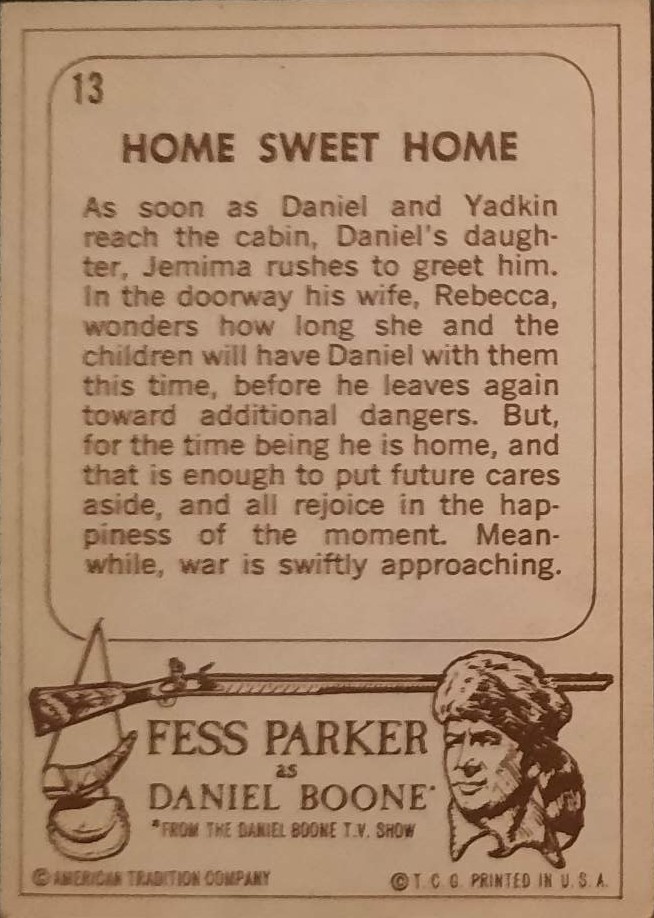 13
HOME SWEET HOME
As soon as Daniel and Yadkin
reach the cabin, Daniel's daugh-
ter, Jemima rushes to greet him.
In the doorway his wife, Rebecca,
wonders how long she and the
children will have Daniel with them
this time, before he leaves again
toward additional dangers. But,
for the time being he is home, and
that is enough to put future cares
aside, and all rejoice in the hap-
piness of the moment. Mean-
while, war is swiftly approaching.
FESS PARKER
as
DANIEL BOONE*
*FROM THE DANIEL BOONE T.V. SHOW
© AMERICAN TRADITION COMPANY
© T. C. G. PRINTED IN U. S. A.